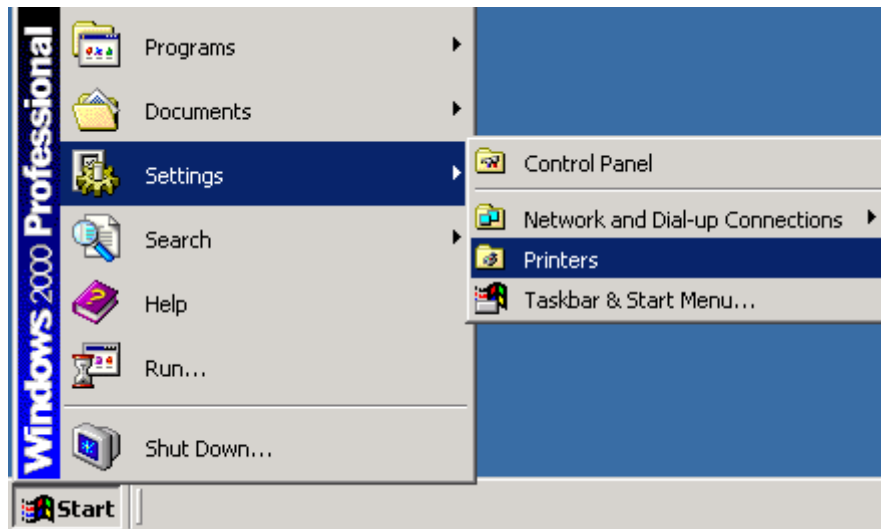 Windows 2000 Professional
Programs
Documents
Settings
Search
Help
Run...
Shut Down...
Control Panel
Network and Dial-up Connections
Printers
Taskbar & Start Menu...
Start